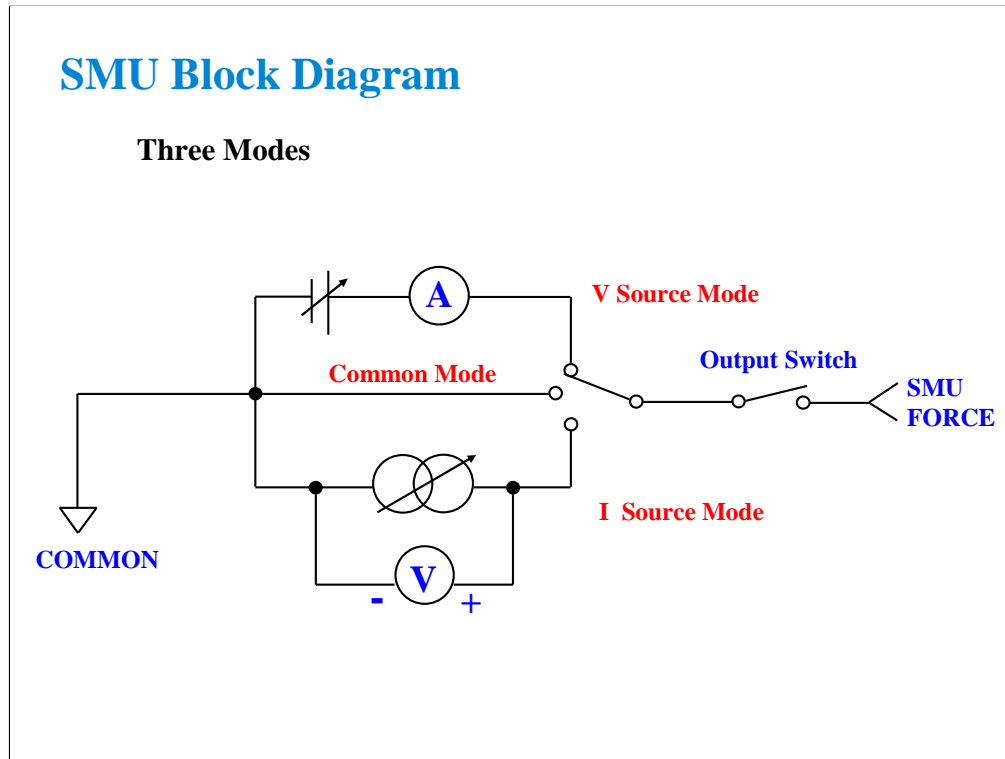 SMU Block Diagram
Three Modes
A
V Source Mode
Output Switch
Common Mode
SMU
FORCE
I Source Mode
COMMON
V
- +